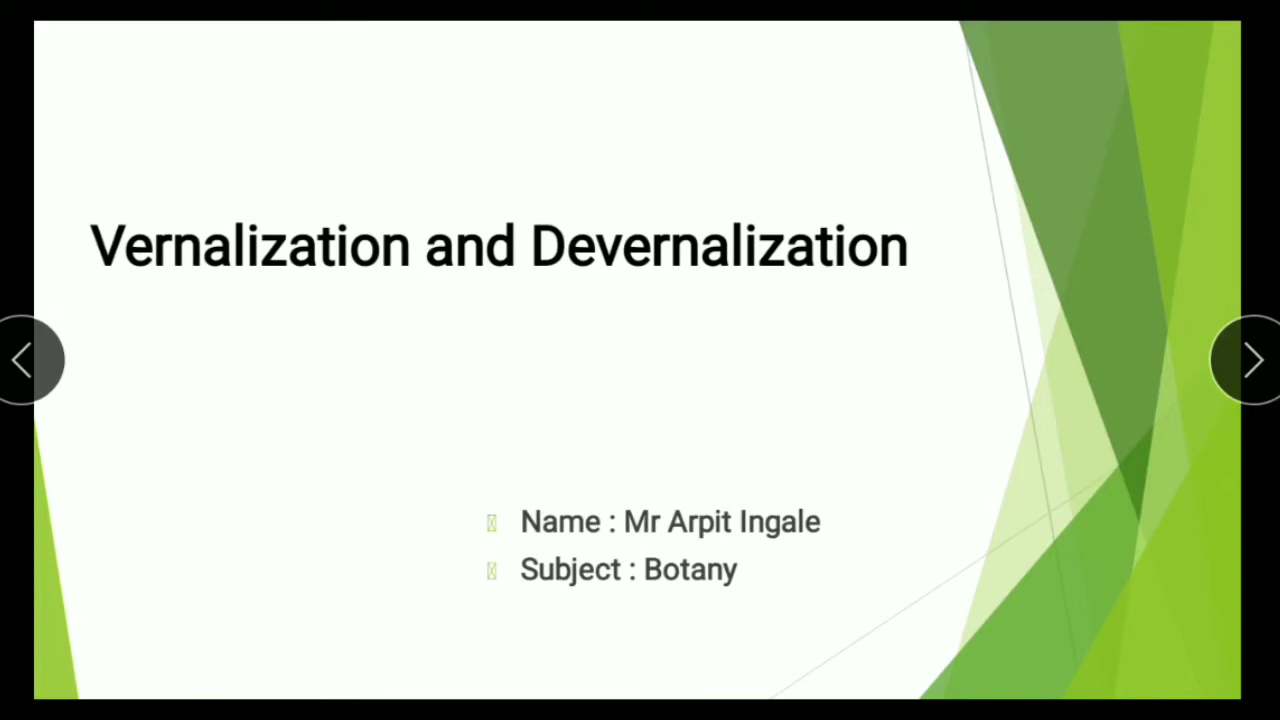 Vernalization and Devernalization
Name : Mr Arpit Ingale
Subject : Botany